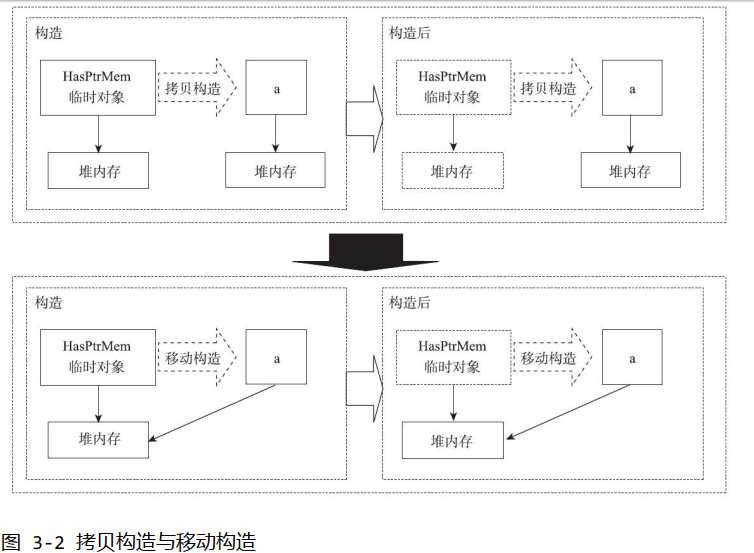 构造
HasPtrMem
临时对象
拷贝构造
a
堆内存
堆内存
构造后
HasPtrMem
临时对象
拷贝构造
a
堆内存
堆内存
构造
HasPtrMem
临时对象
移动构造
a
堆内存
构造后
HasPtrMem
临时对象
移动构造
a
堆内存
图 3-2 拷贝构造与移动构造